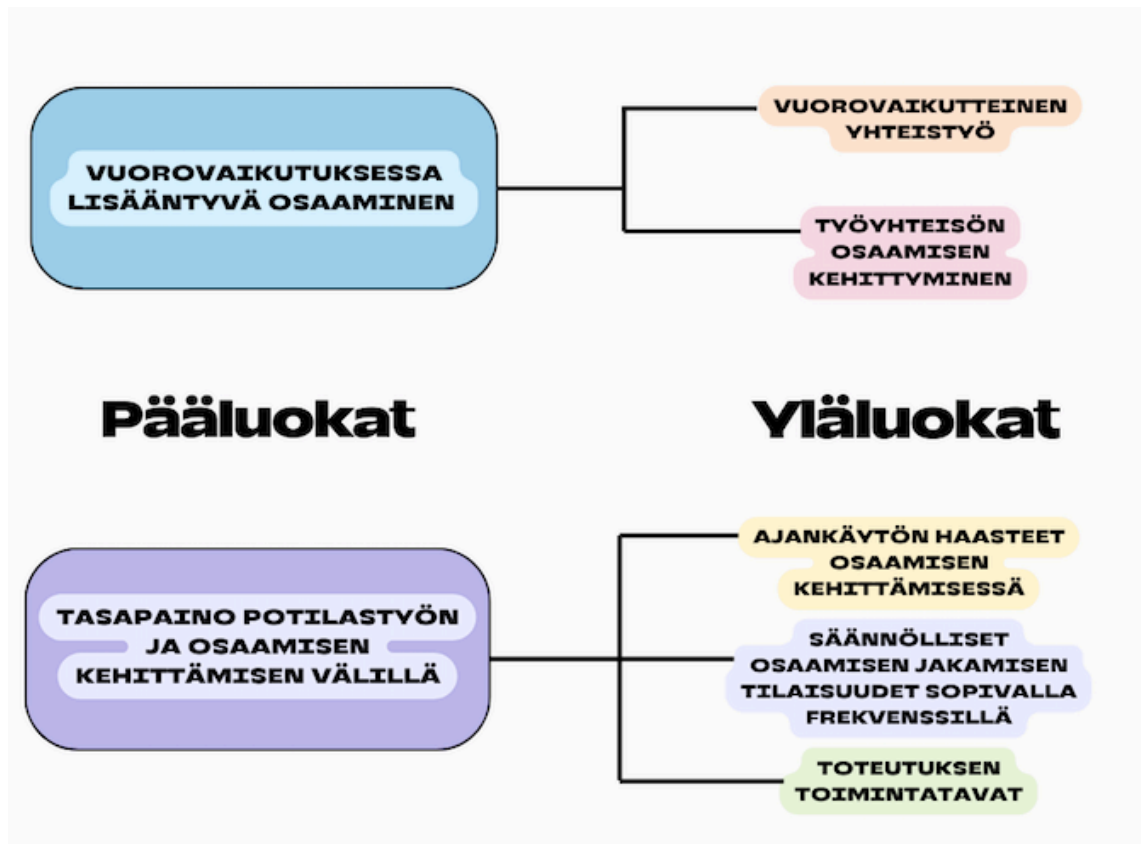 VUOROVAIKUTUKSESSA
LISÄÄNTYVÄ OSAAMINEN
VUOROVAIKUTTEINEN
YHTEISTYÖ
TYÖYHTEISÖN
OSAAMISEN
KEHITTYMINEN
Pääluokat
Yläluokat
TASAPAINO POTILASTYÖN
JA OSAAMISEN
KEHITTÄMISEN VÄLILLÄ
AJANKÄYTÖN HAASTEET
OSAAMISEN
KEHITTÄMISESSÄ
SÄÄNNÖLLISET
OSAAMISEN JAKAMISEN
TILAISUUDET SOPIVALLA
FREKVENSSILLÄ
TOTEUTUKSEN
TOIMINTATAVAT